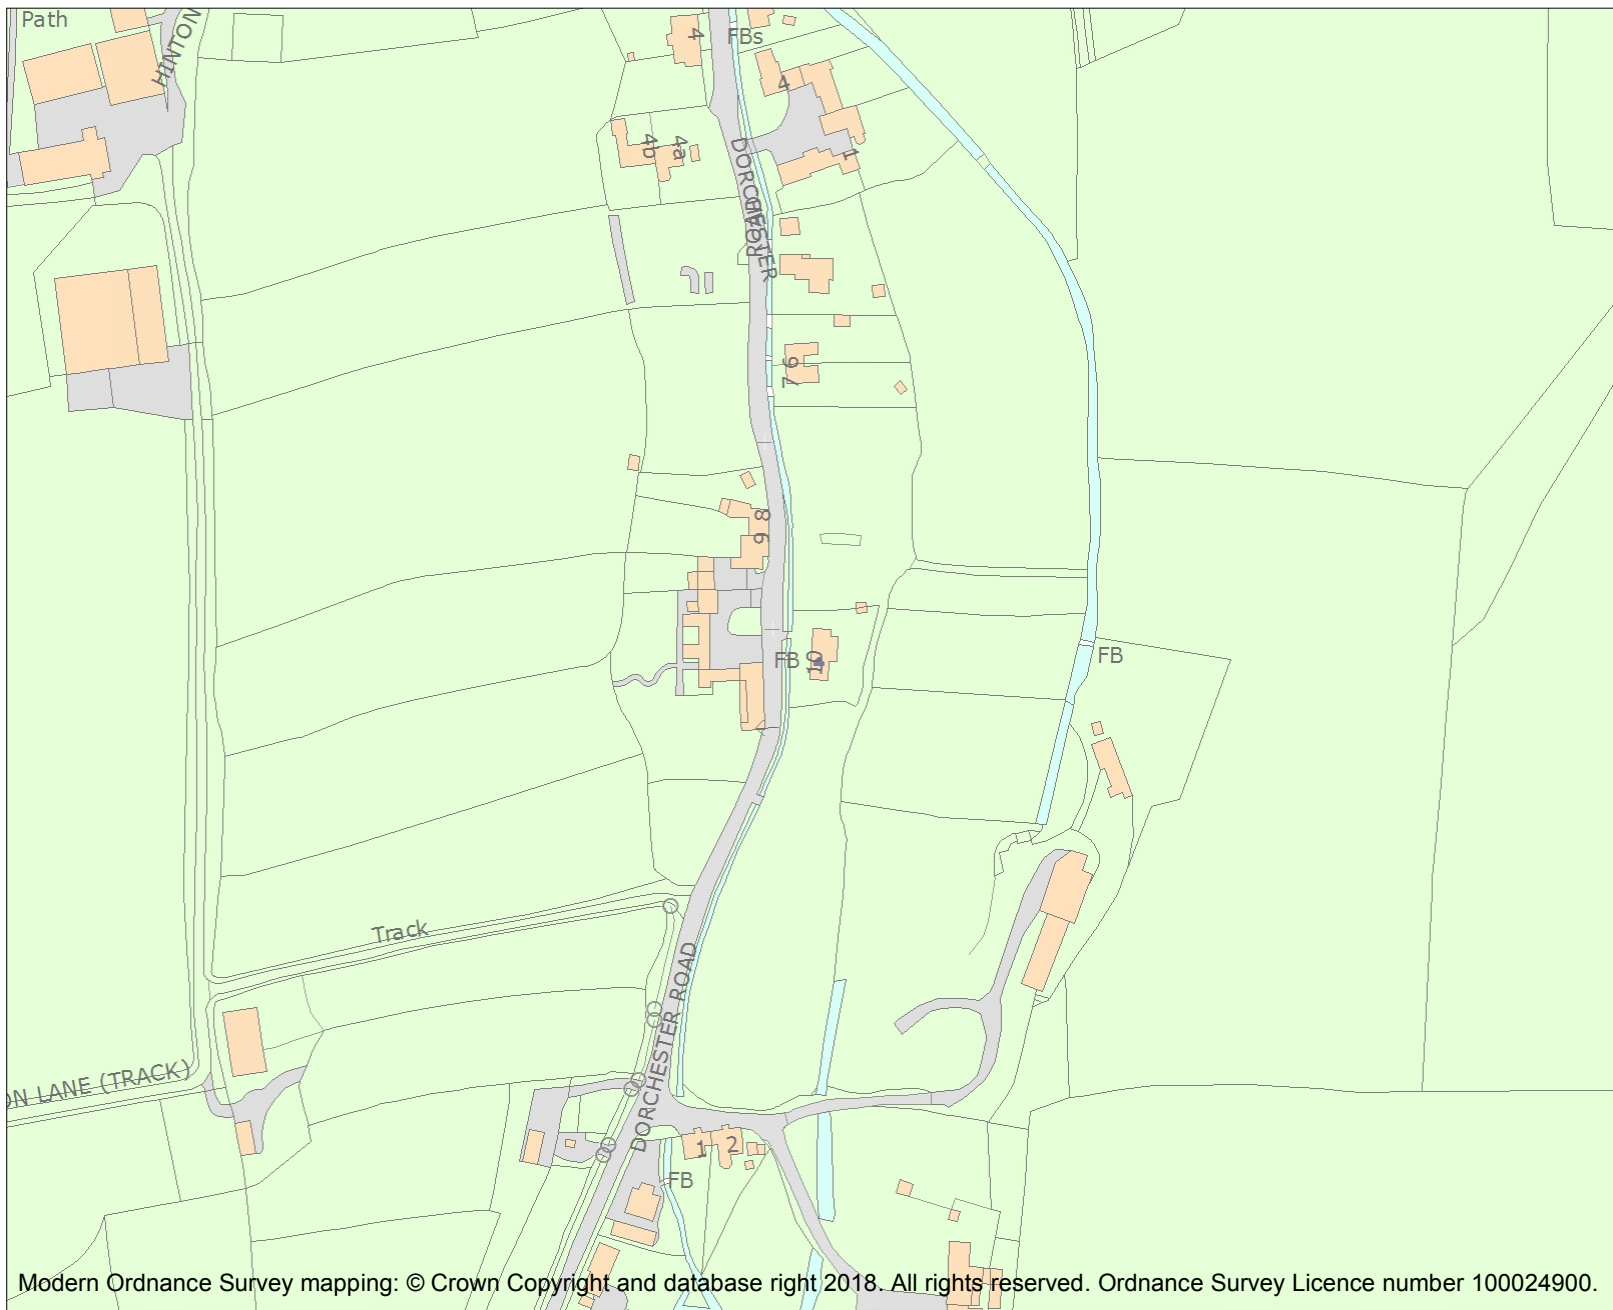 Path
HINTON
4
FBs
4
4b
4a
1
DORCHESTER
ROAD
6
7
8
9
FB
10
FB
Track
DORCHESTER ROAD
ON LANE (TRACK)
1
2
FB
Modern Ordnance Survey mapping: © Crown Copyright and database right 2018. All rights reserved. Ordnance Survey Licence number 100024900.